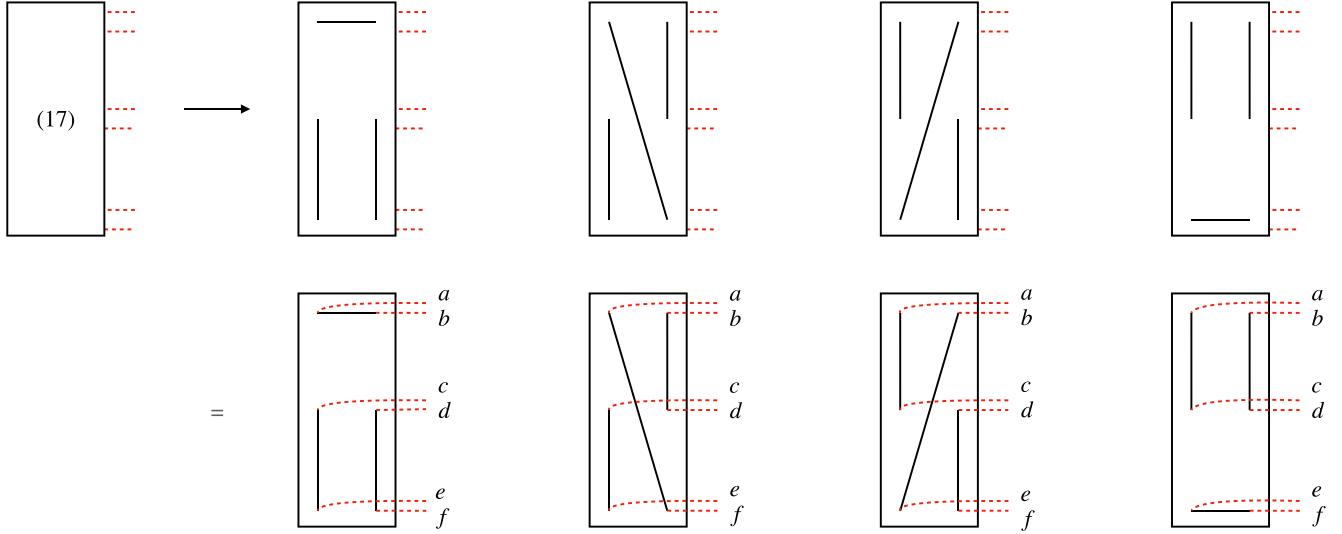 (17)
a a a a
b b b b
c c c c
= d d d d
e e e e
f f f f